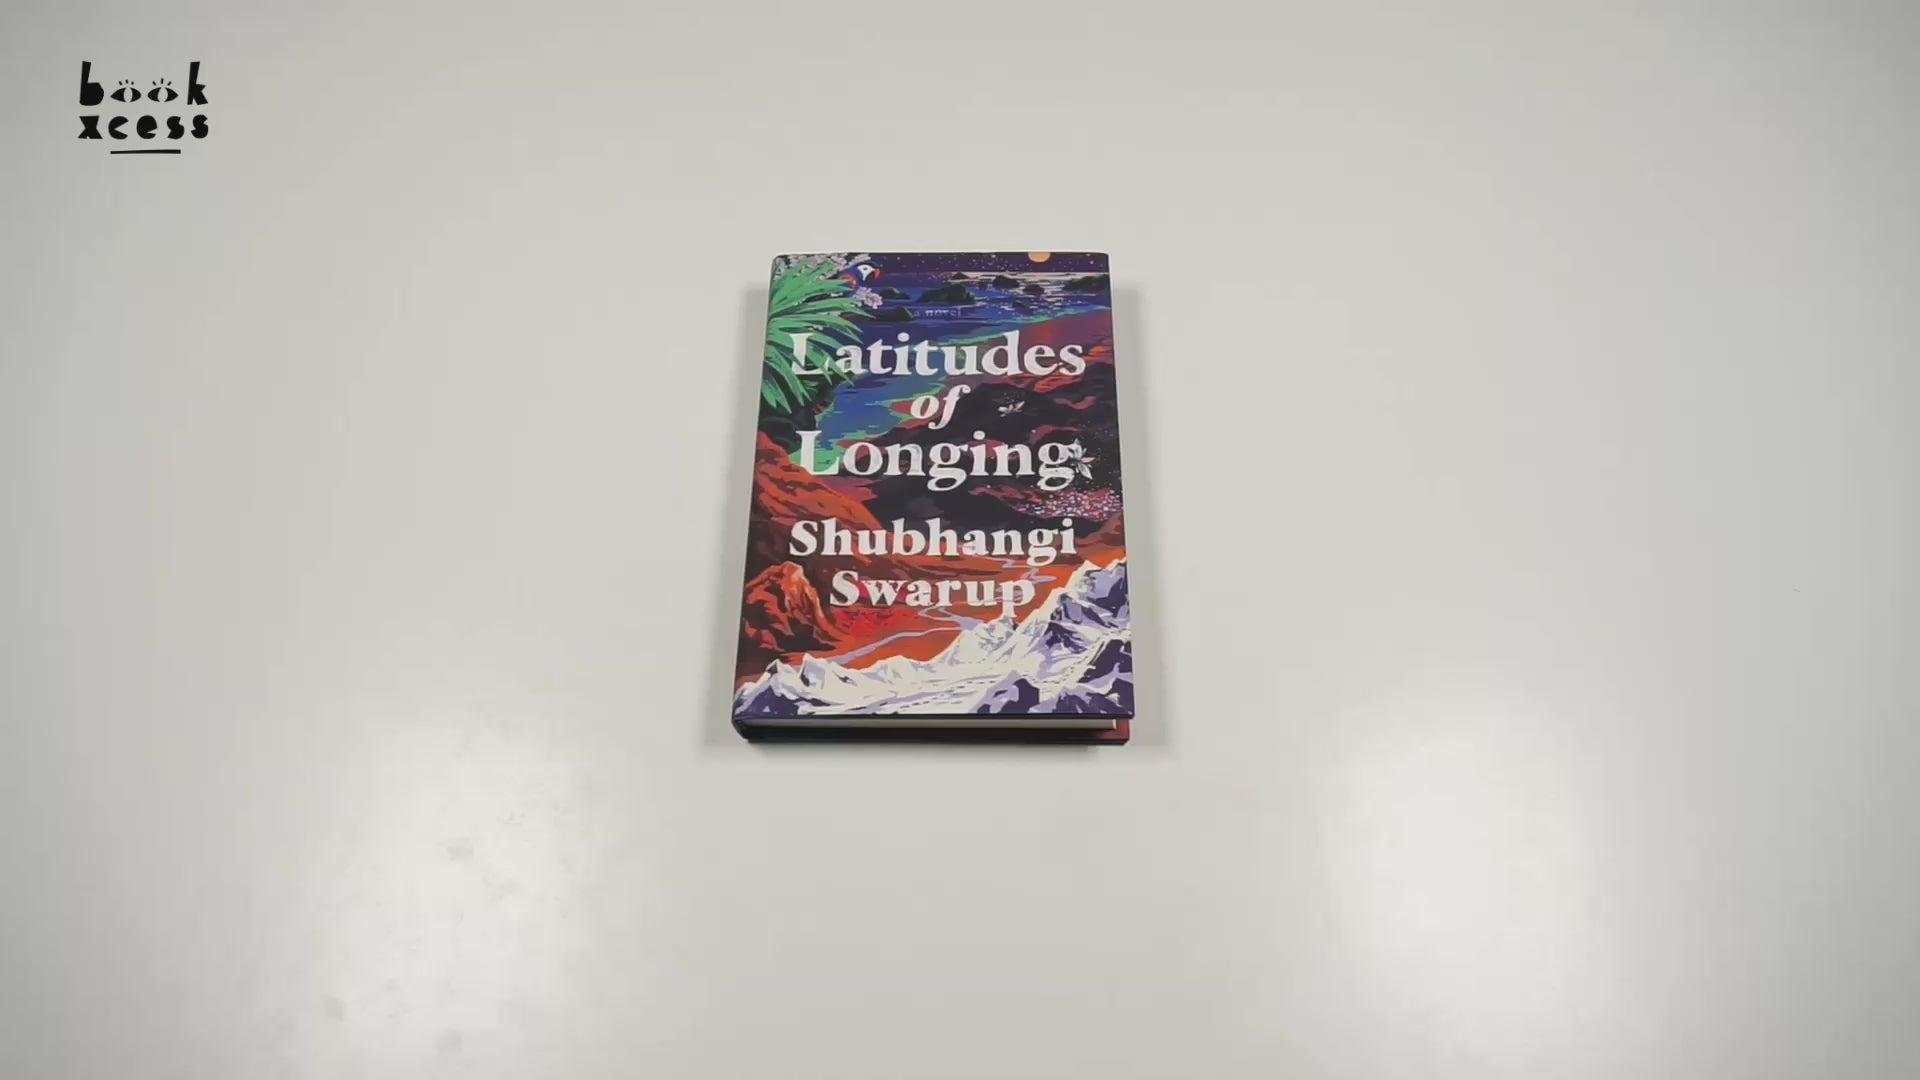 book
xcess
a novel
Latitudes
of
Longing
Shubhangi
Swarup